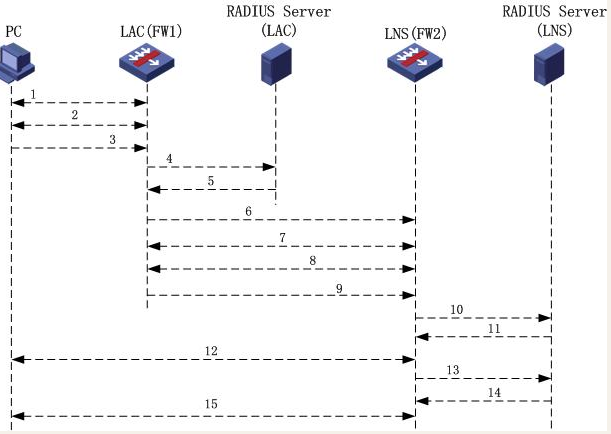 RADIUS Server
(LAC)
RADIUS Server
(LNS)
PC
LAC(FW1)
LNS(FW2)
1
2
3
4
5
6
7
8
9
10
11
12
13
14
15